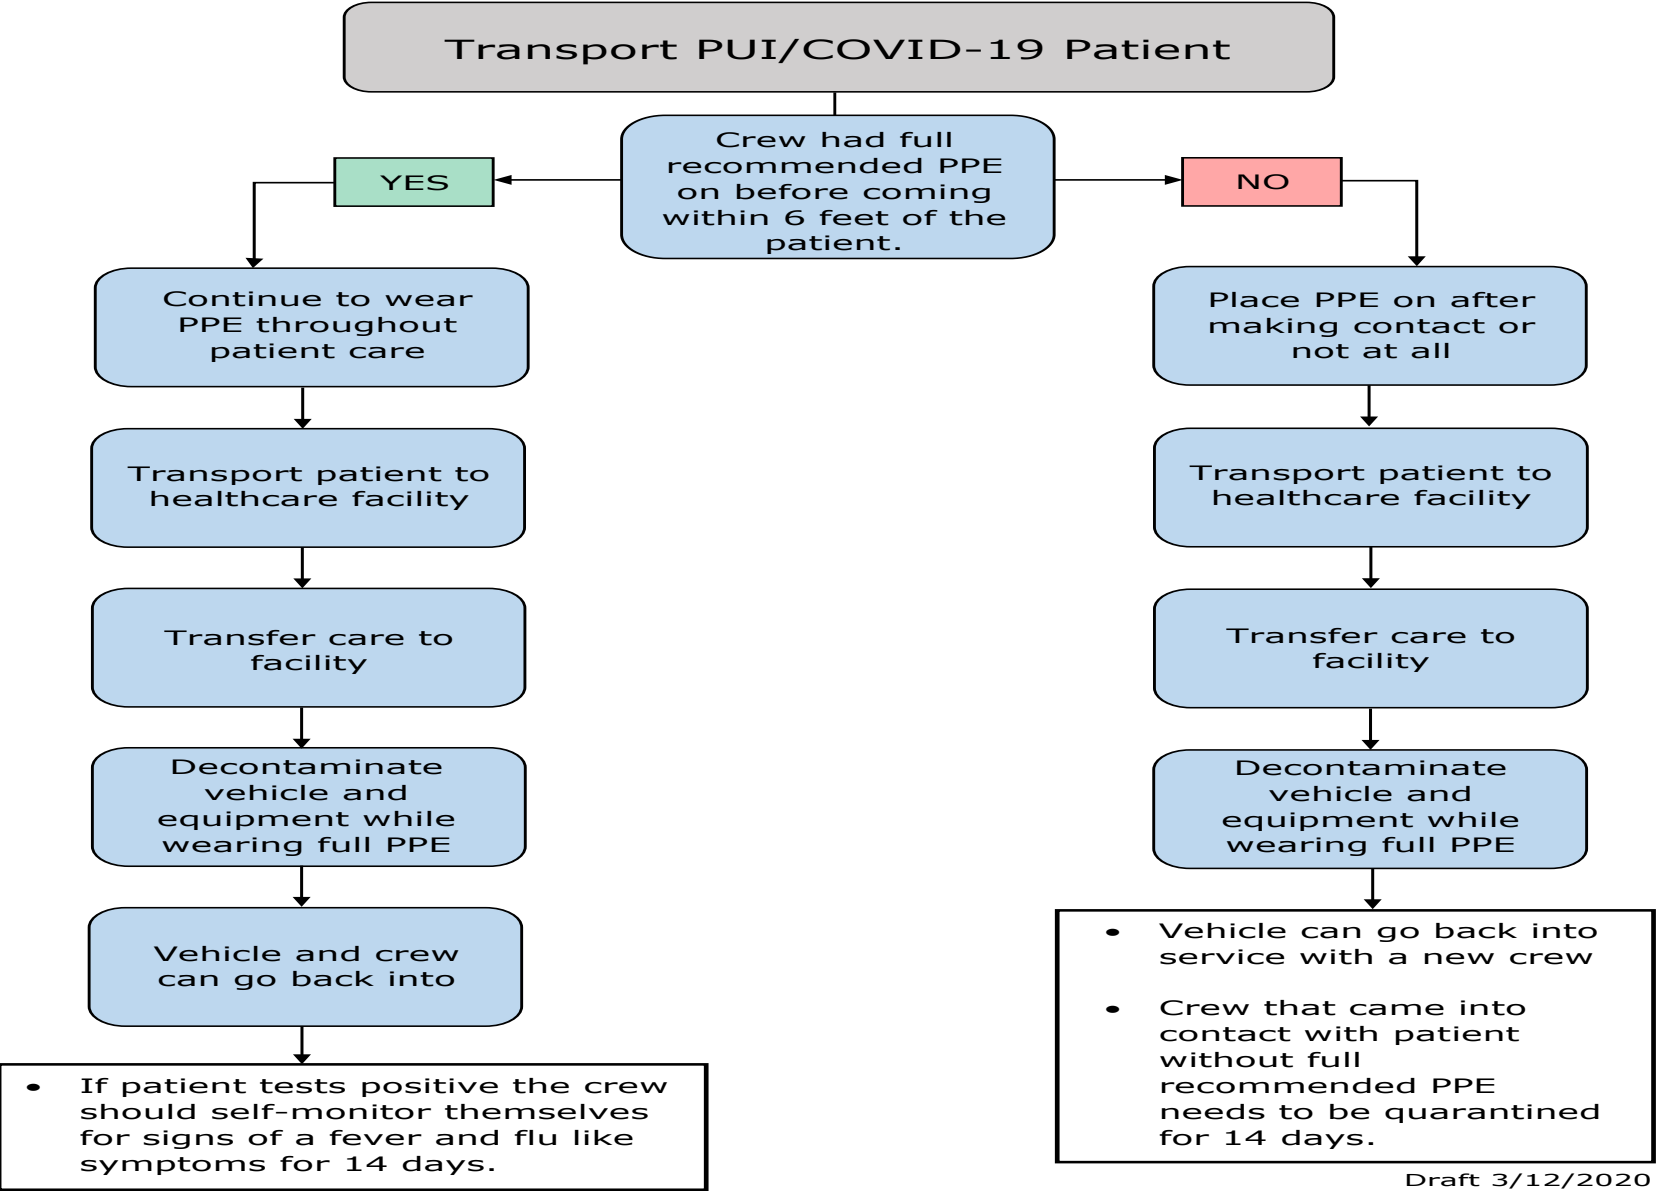 Transport PUI/COVID-19 Patient
Crew had full
recommended PPE
on before coming
within 6 feet of the
patient.
YES
NO
Continue to wear
PPE throughout
patient care
Transport patient to
healthcare facility
Transfer care to
facility
Decontaminate
vehicle and
equipment while
wearing full PPE
Vehicle and crew
can go back into
• If patient tests positive the crew
should self-monitor themselves
for signs of a fever and flu like
symptoms for 14 days.
Place PPE on after
making contact or
not at all
Transport patient to
healthcare facility
Transfer care to
facility
Decontaminate
vehicle and
equipment while
wearing full PPE
• Vehicle can go back into
service with a new crew
• Crew that came into
contact with patient
without full
recommended PPE
needs to be quarantined
for 14 days.
Draft 3/12/2020